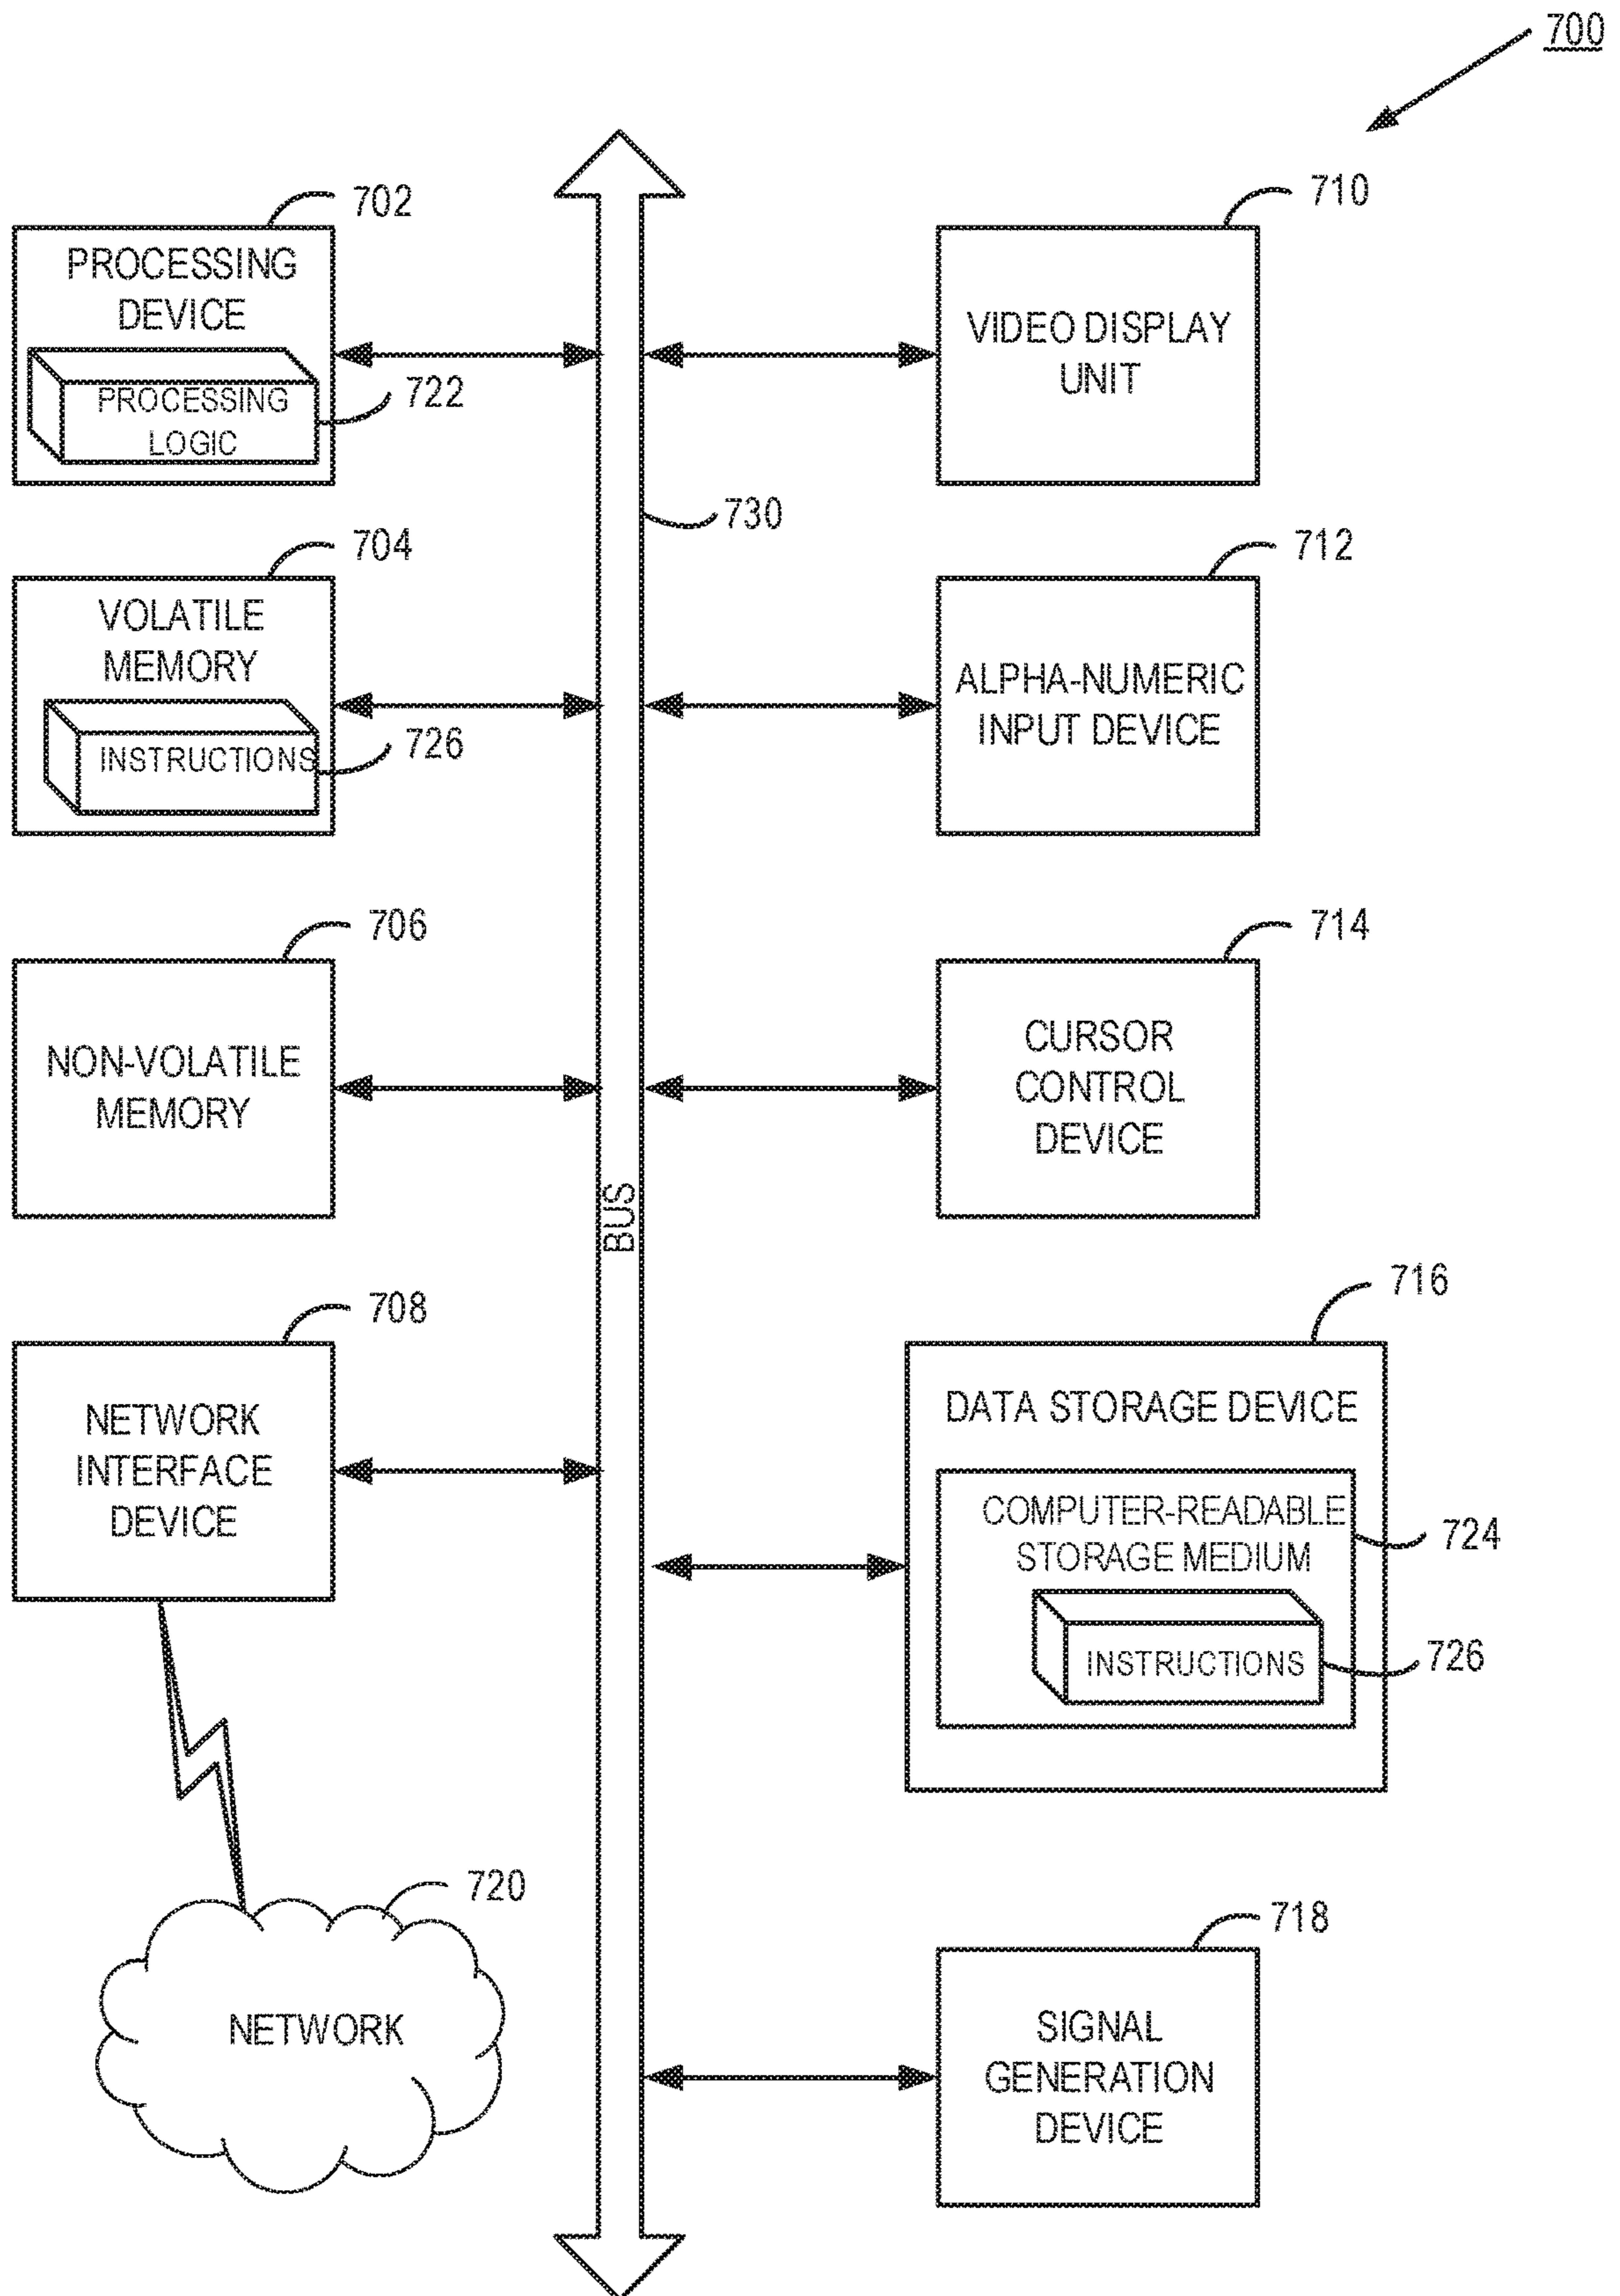 700
702
PROCESSING
DEVICE
PROCESSING
LOGIC
722
710
VIDEO DISPLAY
UNIT
730
704
VOLATILE
MEMORY
INSTRUCTIONS
726
712
ALPHA-NUMERIC
INPUT DEVICE
706
NON-VOLATILE
MEMORY
714
CURSOR
CONTROL
DEVICE
BUS
708
NETWORK
INTERFACE
DEVICE
716
DATA STORAGE DEVICE
COMPUTER-READABLE
STORAGE MEDIUM
724
INSTRUCTIONS
726
720
NETWORK
718
SIGNAL
GENERATION
DEVICE